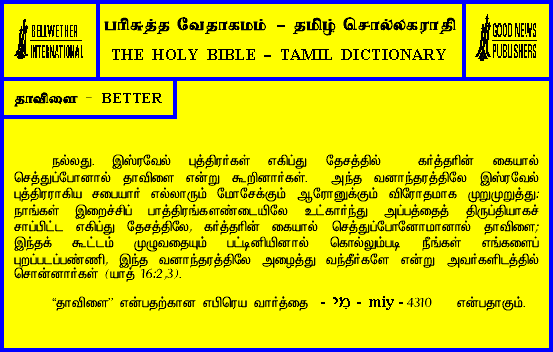 BELLWETHER
INTERNATIONAL
பரிசுத்த வேதாகமம் – தமிழ் சொல்லகராதி
THE HOLY BIBLE – TAMIL DICTIONARY
GOOD NEWS
PUBLISHERS
தாவிளை - BETTER
நல்லது. இஸ்ரவேல் புத்திரர்கள் எகிப்து தேசத்தில் கர்த்தரின் கையால்
செத்துப்போனால் தாவிளை என்று கூறினார்கள். அந்த வனாந்தரத்திலே இஸ்ரவேல்
புத்திரராகிய சபையார் எல்லாரும் மோசேக்கும் ஆரோனுக்கும் விரோதமாக முறுமுறுத்து:
நாங்கள் இறைச்சிப் பாத்திரங்களண்டையிலே உட்கார்ந்து அப்பத்தைத் திருப்தியாகச்
சாப்பிட்ட எகிப்து தேசத்திலே, கர்த்தரின் கையால் செத்துப்போனோமானால் தாவிளை;
இந்தக் கூட்டம் முழுவதையும் பட்டினியினால் கொல்லும்படி நீங்கள் எங்களைப்
புறப்படப்பண்ணி, இந்த வனாந்தரத்திலே அழைத்து வந்தீர்களே என்று அவர்களிடத்தில்
சொன்னார்கள் (யாத் 16:2,3).
“தாவிளை” என்பதற்கான எபிரெய வார்த்தை - מִי - miy - 4310 என்பதாகும்.